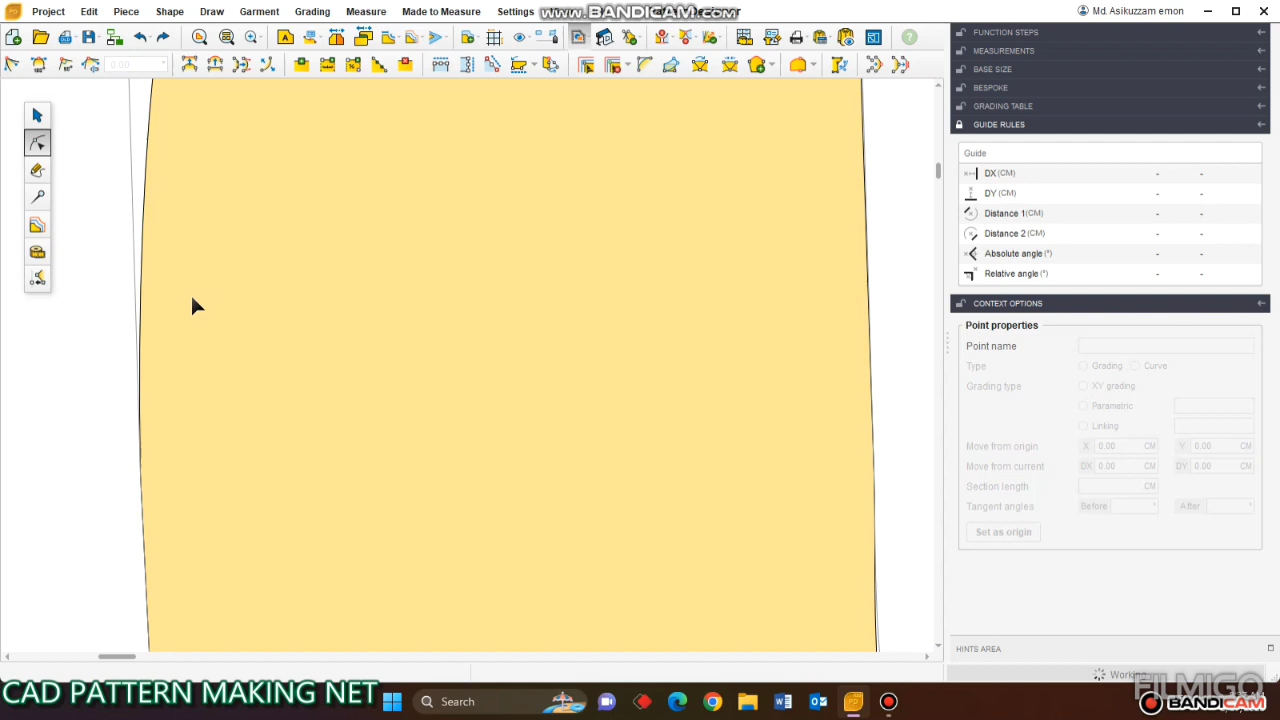 Project Edit Piece Shape Draw Garment Grading Measure Made to Measure Settings
www.BANDICAM.com
Md. Asikuzzam emon
0.00
FUNCTION STEPS
MEASUREMENTS
BASE SIZE
BESPOKE
GRADING TABLE
GUIDE RULES
Guide
DX (CM) - -
DY (CM) - -
Distance 1(CM) - -
Distance 2 (CM) - -
Absolute angle (°) - -
Relative angle (°) - -
CONTEXT OPTIONS
Point properties
Point name
Type Grading Curve
Grading type XY grading
Parametric
Linking
Move from origin X 0.00 CM Y 0.00 CM
Move from current DX 0.00 CM DY 0.00 CM
Section length CM
Tangent angles Before ° After °
Set as origin
HINTS AREA
Working
CAD PATTERN MAKING NET
Search
FILMIGO
BANDICAM